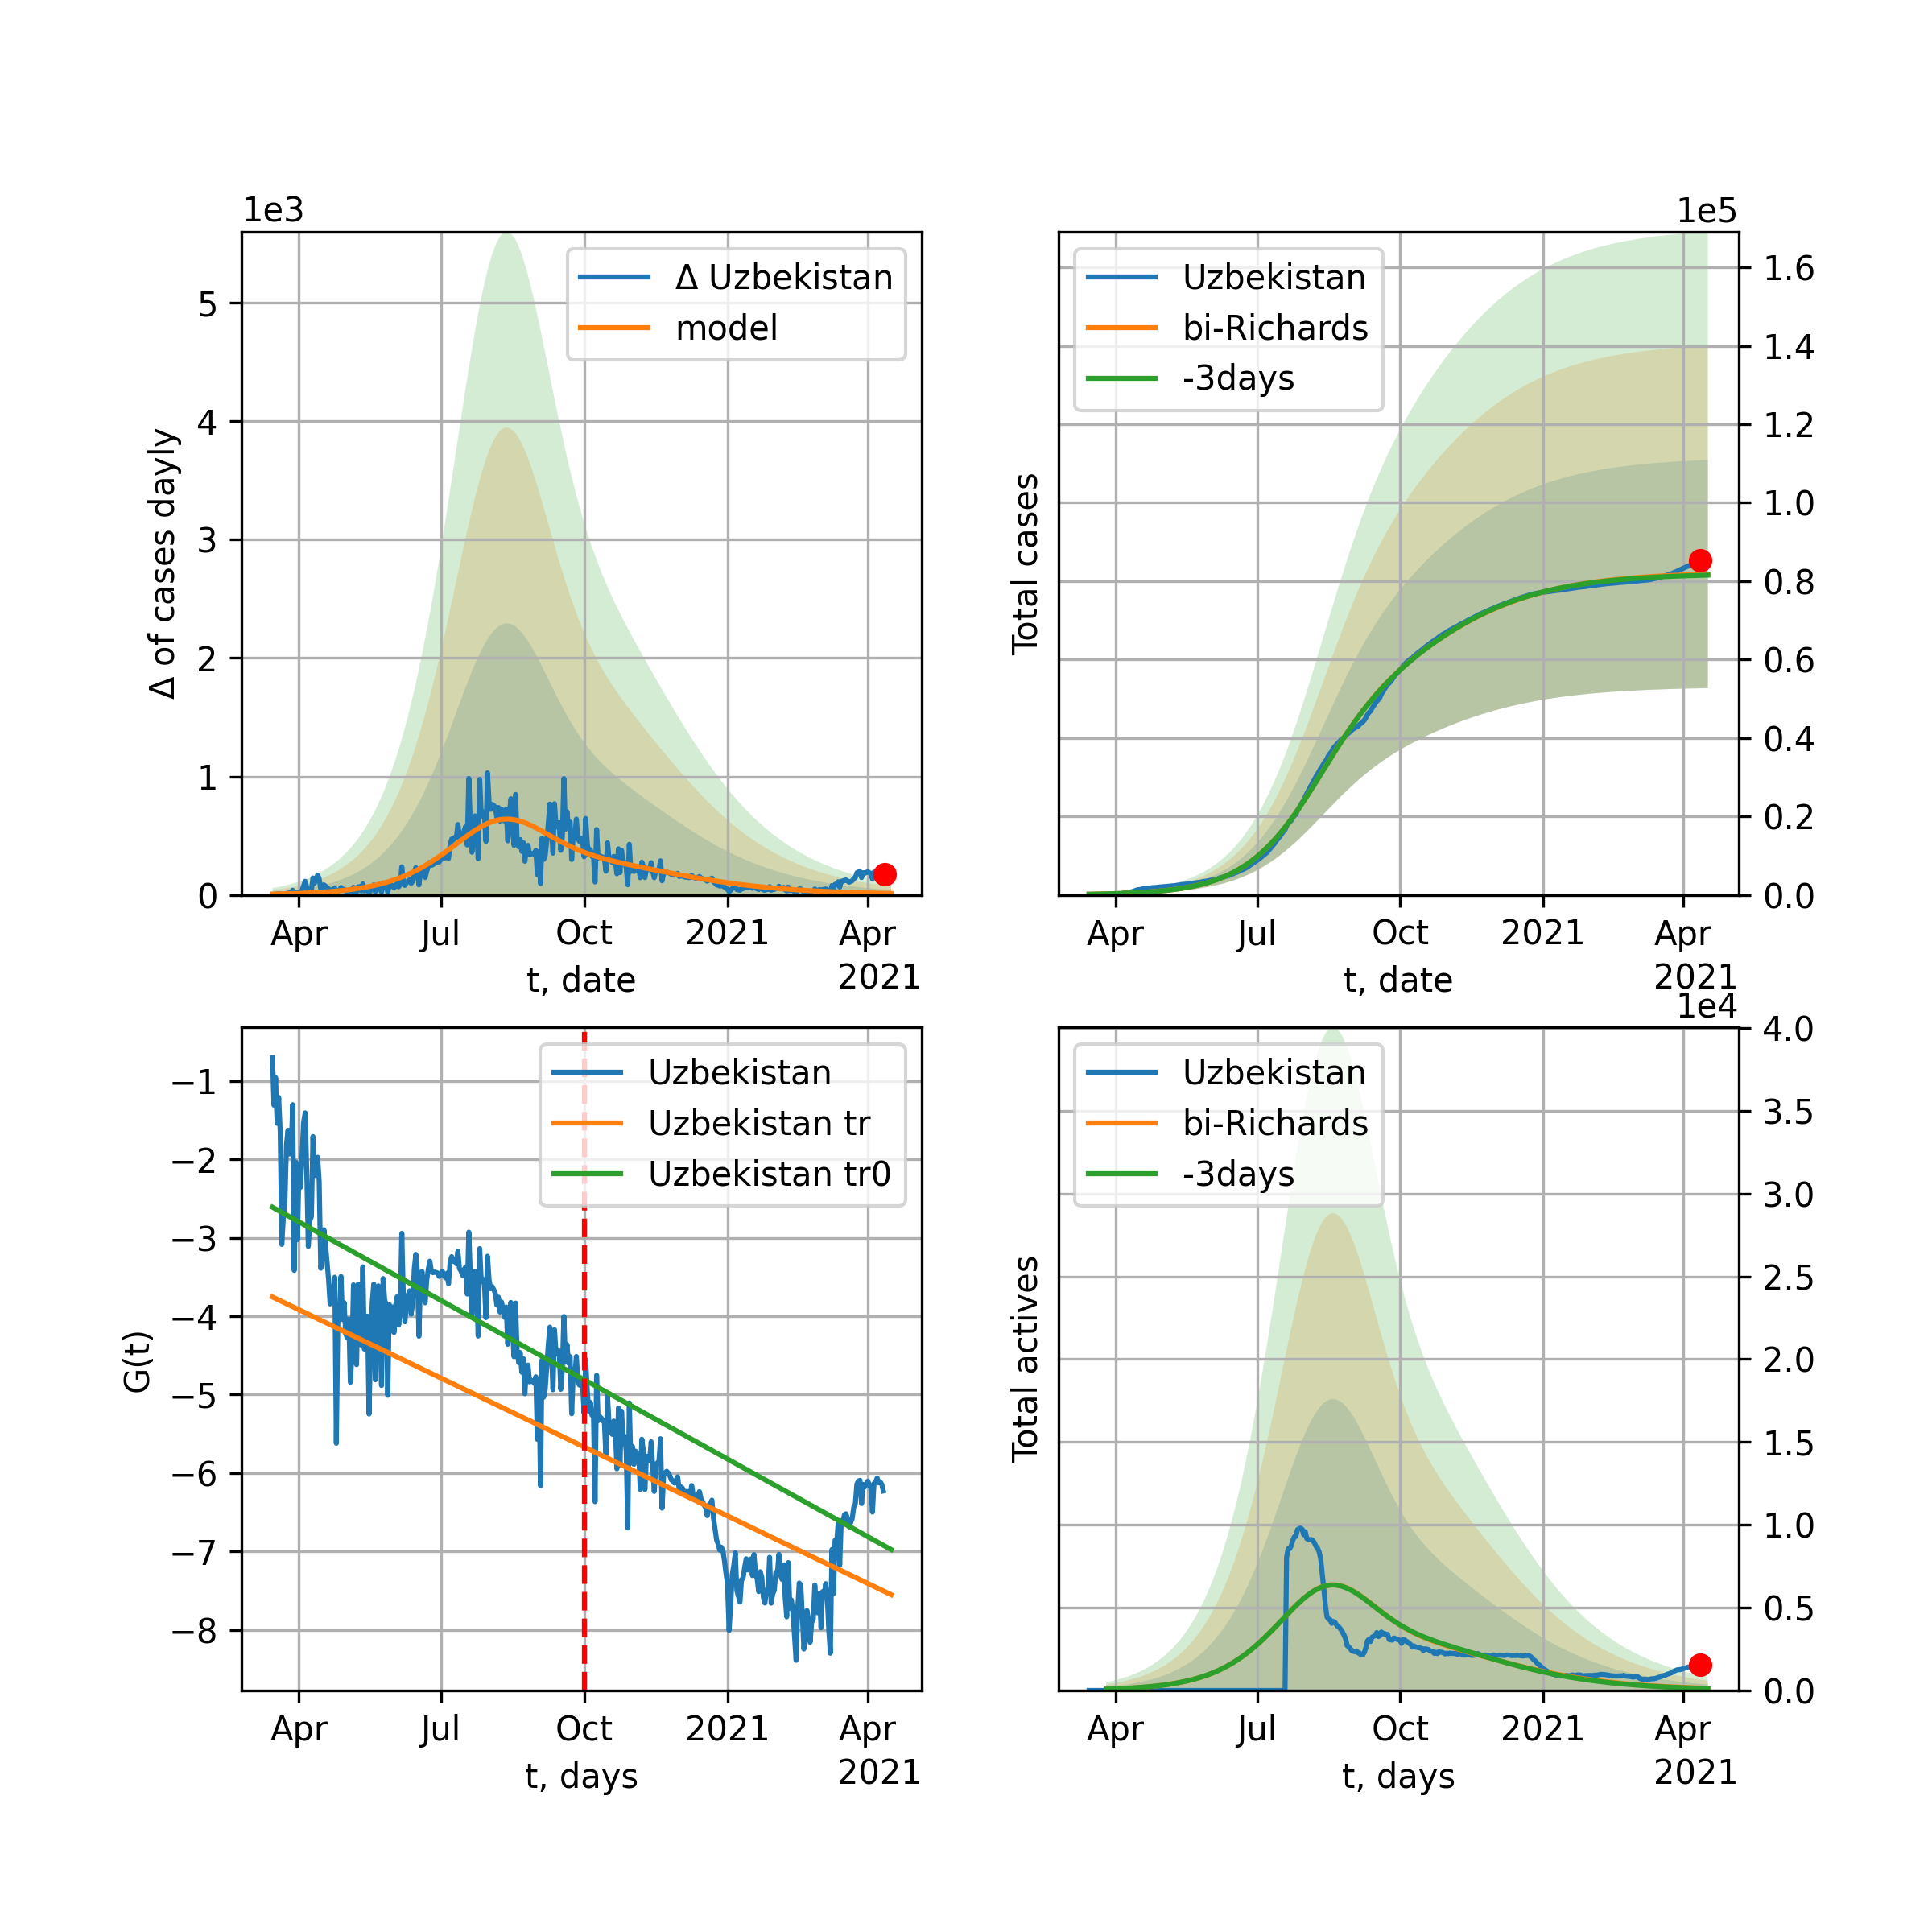 1e3
Δ Uzbekistan
model
5
4
3
2
1
0
Δ of cases dayly
Apr
Jul
Oct
2021
Apr
2021
t, date
1e5
Uzbekistan
bi-Richards
-3days
1.6
1.4
1.2
1.0
0.8
0.6
0.4
0.2
0.0
Total cases
Apr
Jul
Oct
2021
Apr
2021
t, date
Uzbekistan
Uzbekistan tr
Uzbekistan tr0
−1
−2
−3
−4
−5
−6
−7
−8
G(t)
Apr
Jul
Oct
2021
Apr
2021
t, days
1e4
Uzbekistan
bi-Richards
-3days
4.0
3.5
3.0
2.5
2.0
1.5
1.0
0.5
0.0
Total actives
Apr
Jul
Oct
2021
Apr
2021
t, days